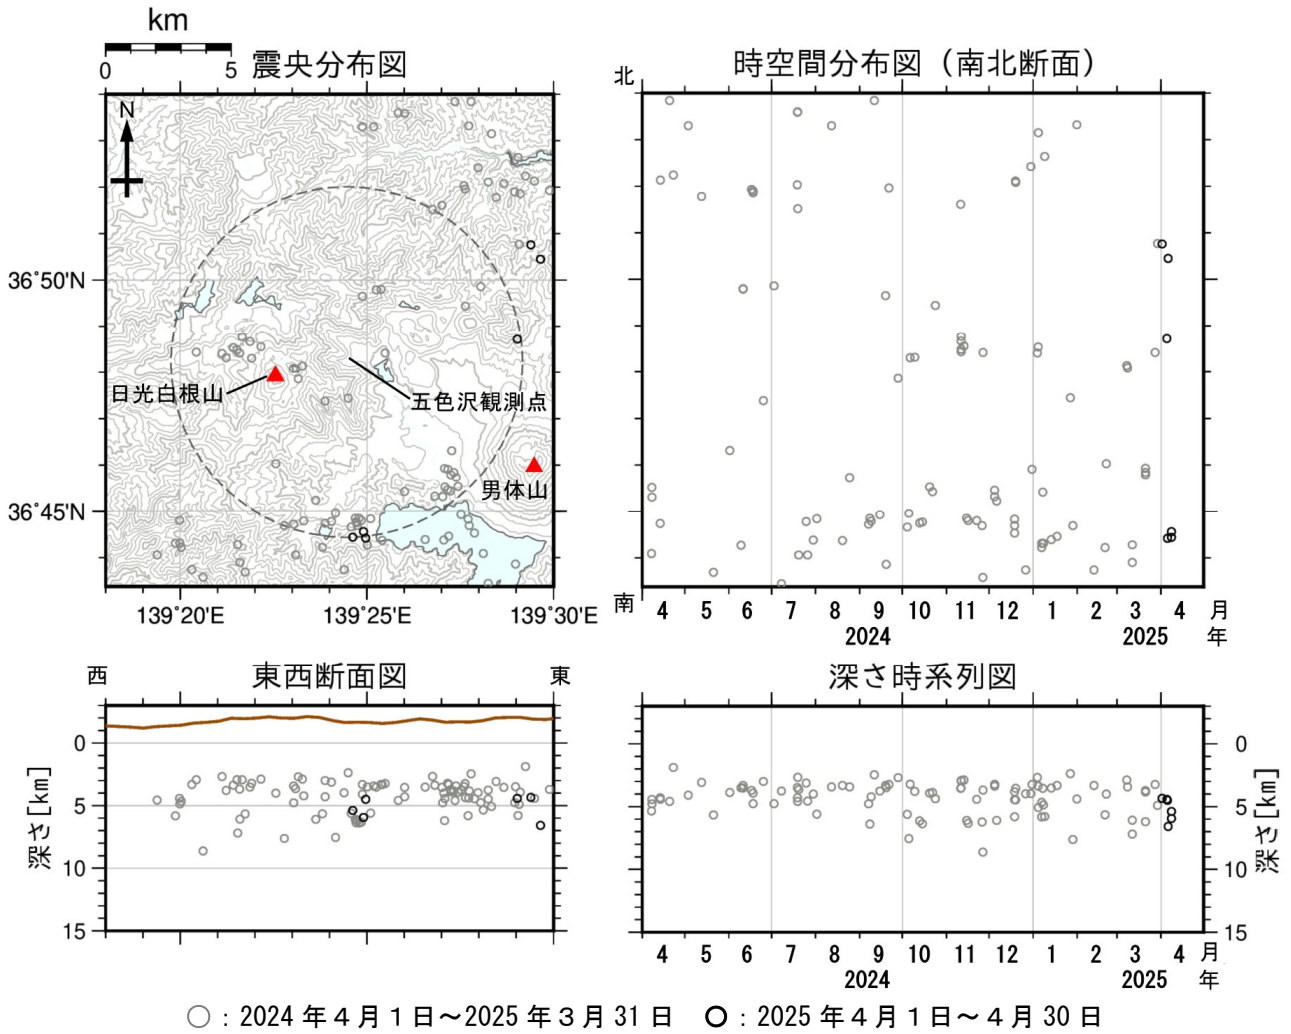 km
0 5
震央分布図
N
36°50'N
36°45'N
139°20'E 139°25'E 139°30'E
日光白根山
五色沢観測点
男体山
時空間分布図（南北断面）
北
南
4 5 6 7 8 9 10 11 12 1 2 3 4 月
2024 2025 年
東西断面図
西 東
0
5
10
15
深さ[km]
深さ時系列図
0
5
10
15
深さ[km]
4 5 6 7 8 9 10 11 12 1 2 3 4 月
2024 2025 年
○：2024年4月1日～2025年3月31日 ○：2025年4月1日～4月30日